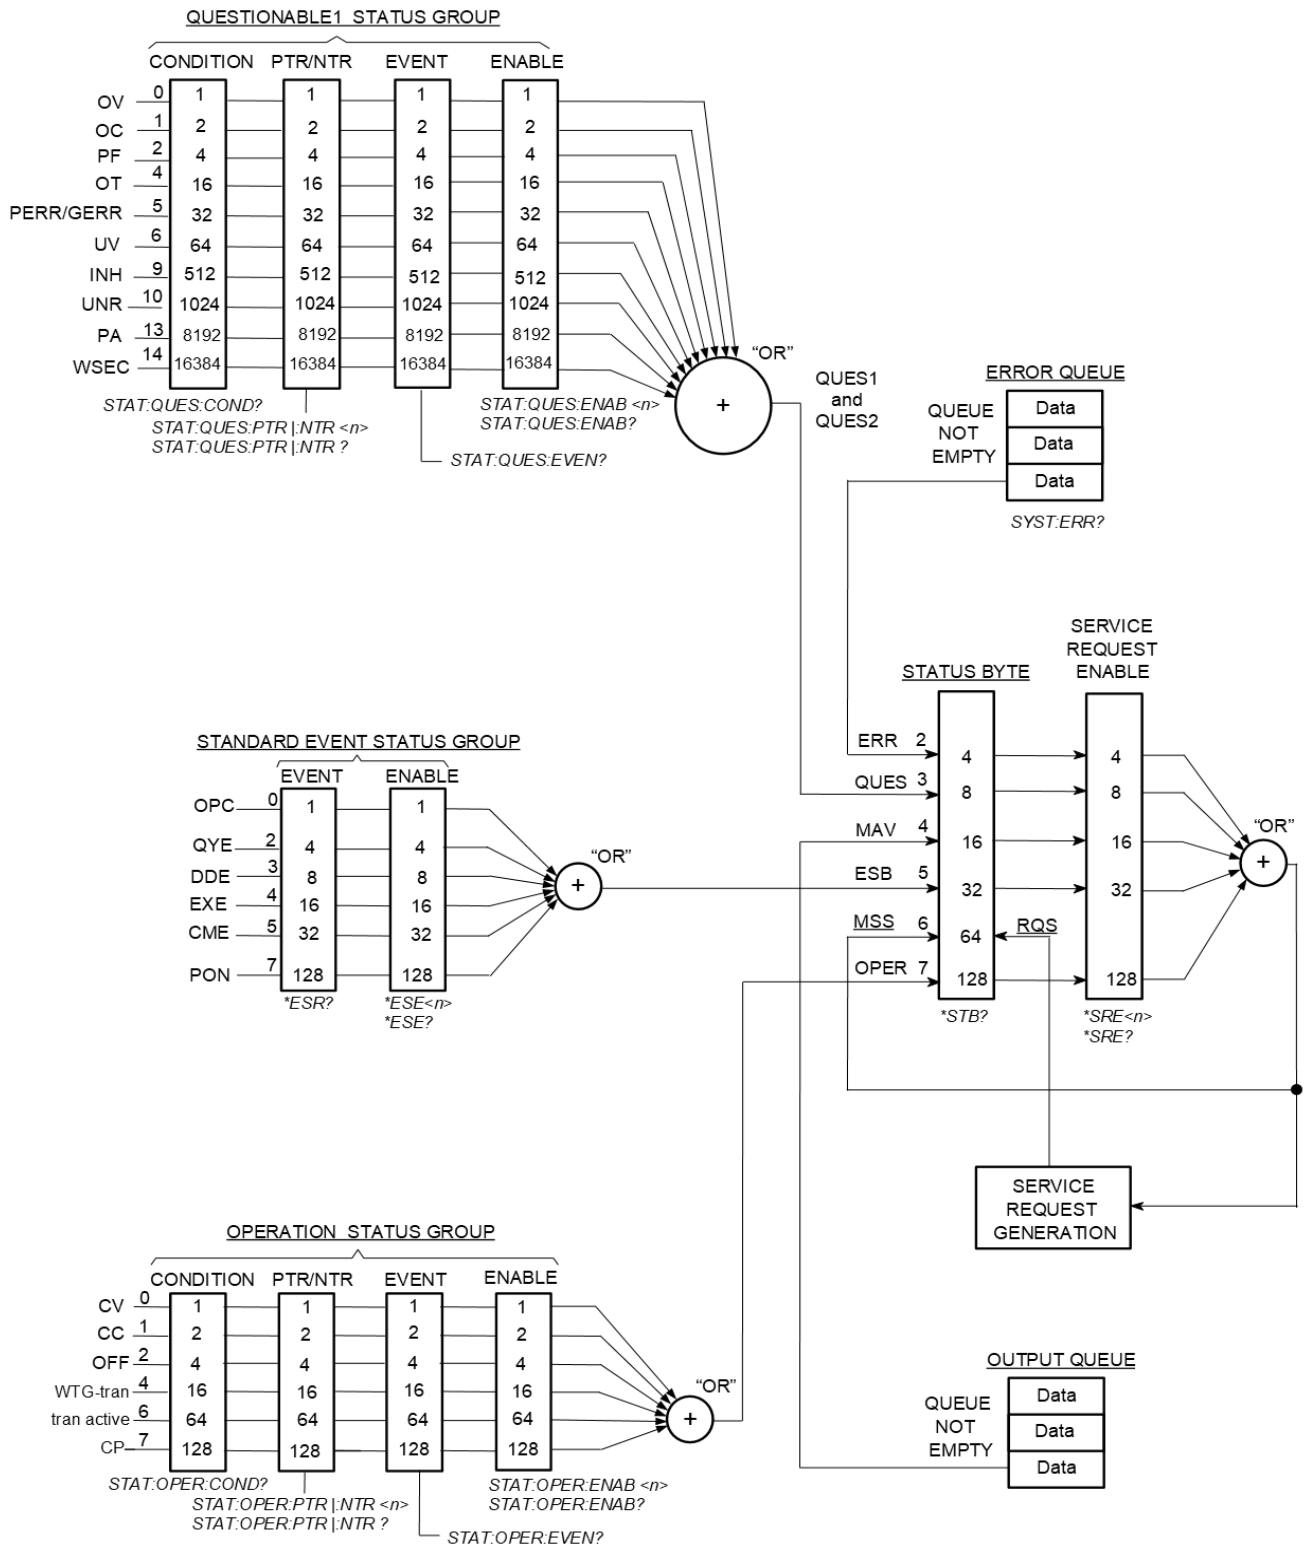 QUESTIONABLE1 STATUS GROUP
CONDITION PTR/NTR EVENT ENABLE
OV 0 1 1 1 1
OC 1 2 2 2 2
PF 2 4 4 4 4
OT 4 16 16 16 16
PERR/GERR 5 32 32 32 32
UV 6 64 64 64 64
INH 9 512 512 512 512
UNR 10 1024 1024 1024 1024
PA 13 8192 8192 8192 8192
WSEC 14 16384 16384 16384 16384
"OR"
+
STAT:QUES:COND?
STAT:QUES:PTR |:NTR <n>
STAT:QUES:PTR |:NTR ?
STAT:QUES:EVEN?
STAT:QUES:ENAB <n>
STAT:QUES:ENAB?
QUES1
and
QUES2
ERROR QUEUE
QUEUE
NOT
EMPTY
Data
Data
Data
SYST:ERR?
STANDARD EVENT STATUS GROUP
EVENT ENABLE
OPC 0 1 1
QYE 2 4 4
DDE 3 8 8
EXE 4 16 16
CME 5 32 32
PON 7 128 128
"OR"
+
*ESR?
*ESE<n>
*ESE?
STATUS BYTE
SERVICE
REQUEST
ENABLE
ERR 2 4 4
QUES 3 8 8
MAV 4 16 16
ESB 5 32 32
MSS 6 64 RQS
OPER 7 128 128
"OR"
+
*STB?
*SRE<n>
*SRE?
SERVICE
REQUEST
GENERATION
OPERATION STATUS GROUP
CONDITION PTR/NTR EVENT ENABLE
CV 0 1 1 1 1
CC 1 2 2 2 2
OFF 2 4 4 4 4
WTG-tran 4 16 16 16 16
tran active 6 64 64 64 64
CP 7 128 128 128 128
"OR"
+
STAT:OPER:COND?
STAT:OPER:PTR |:NTR <n>
STAT:OPER:PTR |:NTR ?
STAT:OPER:EVEN?
STAT:OPER:ENAB <n>
STAT:OPER:ENAB?
OUTPUT QUEUE
QUEUE
NOT
EMPTY
Data
Data
Data